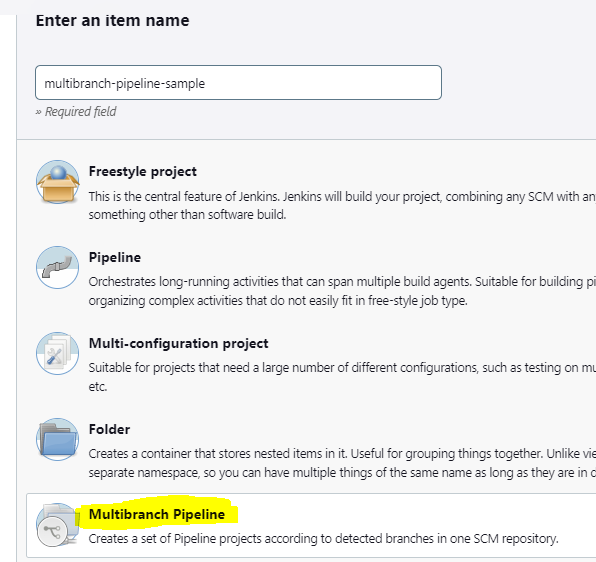 Enter an item name
multibranch-pipeline-sample
» Required field
Freestyle project
This is the central feature of Jenkins. Jenkins will build your project, combining any SCM with an
something other than software build.
Pipeline
Orchestrates long-running activities that can span multiple build agents. Suitable for building pi
organizing complex activities that do not easily fit in free-style job type.
Multi-configuration project
Suitable for projects that need a large number of different configurations, such as testing on mu
etc.
Folder
Creates a container that stores nested items in it. Useful for grouping things together. Unlike vie
separate namespace, so you can have multiple things of the same name as long as they are in d
Multibranch Pipeline
Creates a set of Pipeline projects according to detected branches in one SCM repository.